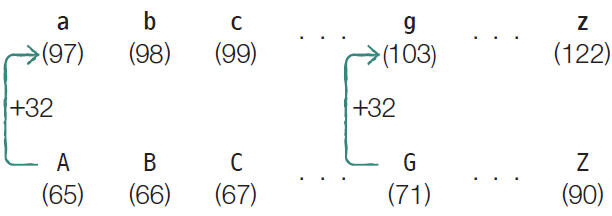 a b c . . . g . . . z
(97) (98) (99) (103) (122)
+32 +32
A B C . . . G . . . Z
(65) (66) (67) (71) (90)